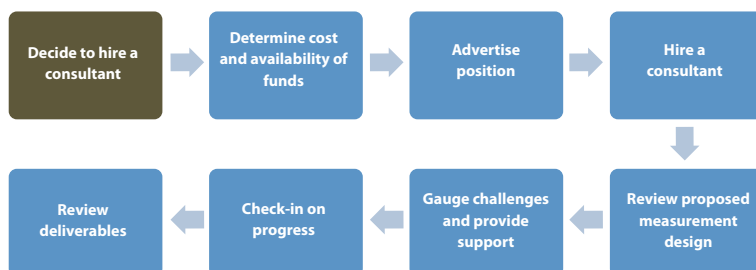 Decide to hire a
consultant
Determine cost
and availability of
funds
Advertise
position
Hire a
consultant
Review proposed
measurement
design
Gauge challenges
and provide
support
Check-in on
progress
Review
deliverables